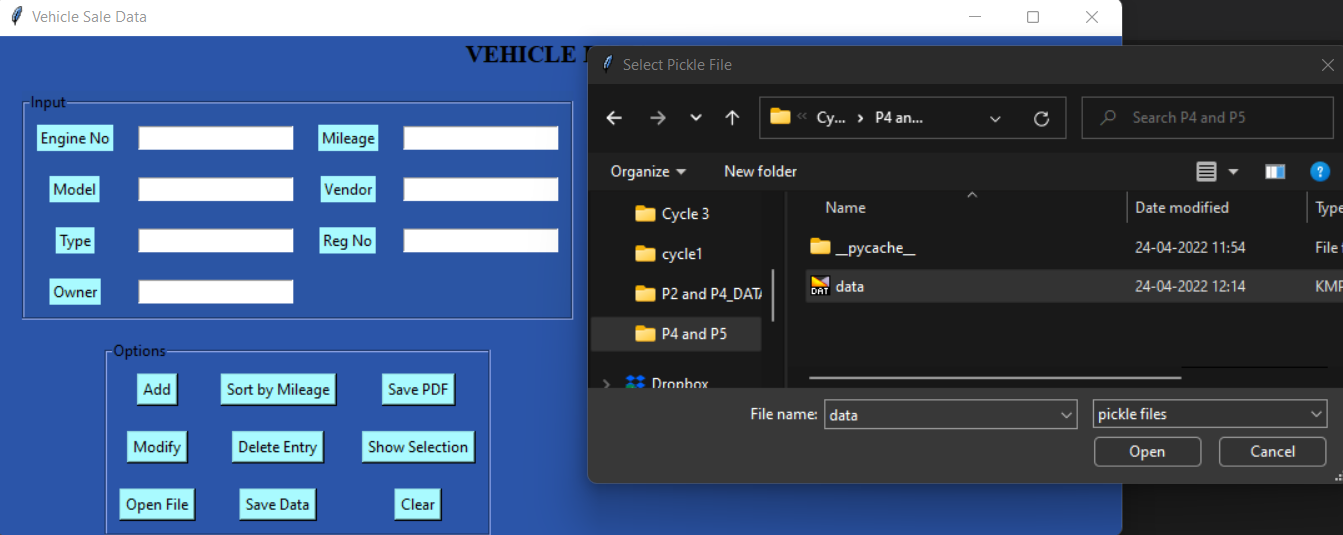 Vehicle Sale Data
VEHICLE
Select Pickle File
Cy... > P4 an...
Search P4 and P5
Organize
New folder
Name
Date modified
Type
Cycle 3
__pycache__
24-04-2022 11:54
File
cycle1
data
24-04-2022 12:14
KMP
DAT
P2 and P4_DATA
P4 and P5
Dropbox
File name:
data
pickle files
Open
Cancel
Input
Engine No
Mileage
Model
Vendor
Type
Reg No
Owner
Options
Add
Sort by Mileage
Save PDF
Modify
Delete Entry
Show Selection
Open File
Save Data
Clear